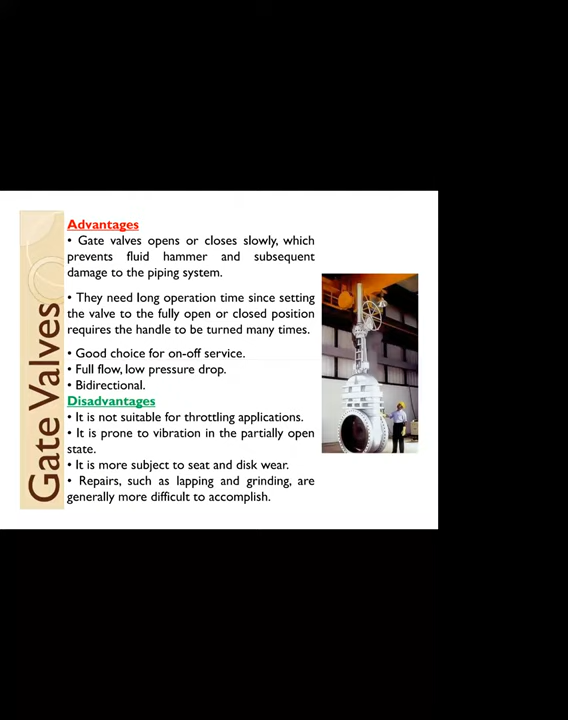 Gate Valves
Advantages
• Gate valves opens or closes slowly, which
prevents fluid hammer and subsequent
damage to the piping system.
• They need long operation time since setting
the valve to the fully open or closed position
requires the handle to be turned many times.
• Good choice for on-off service.
• Full flow, low pressure drop.
• Bidirectional.
Disadvantages
• It is not suitable for throttling applications.
• It is prone to vibration in the partially open
state.
• It is more subject to seat and disk wear.
• Repairs, such as lapping and grinding, are
generally more difficult to accomplish.